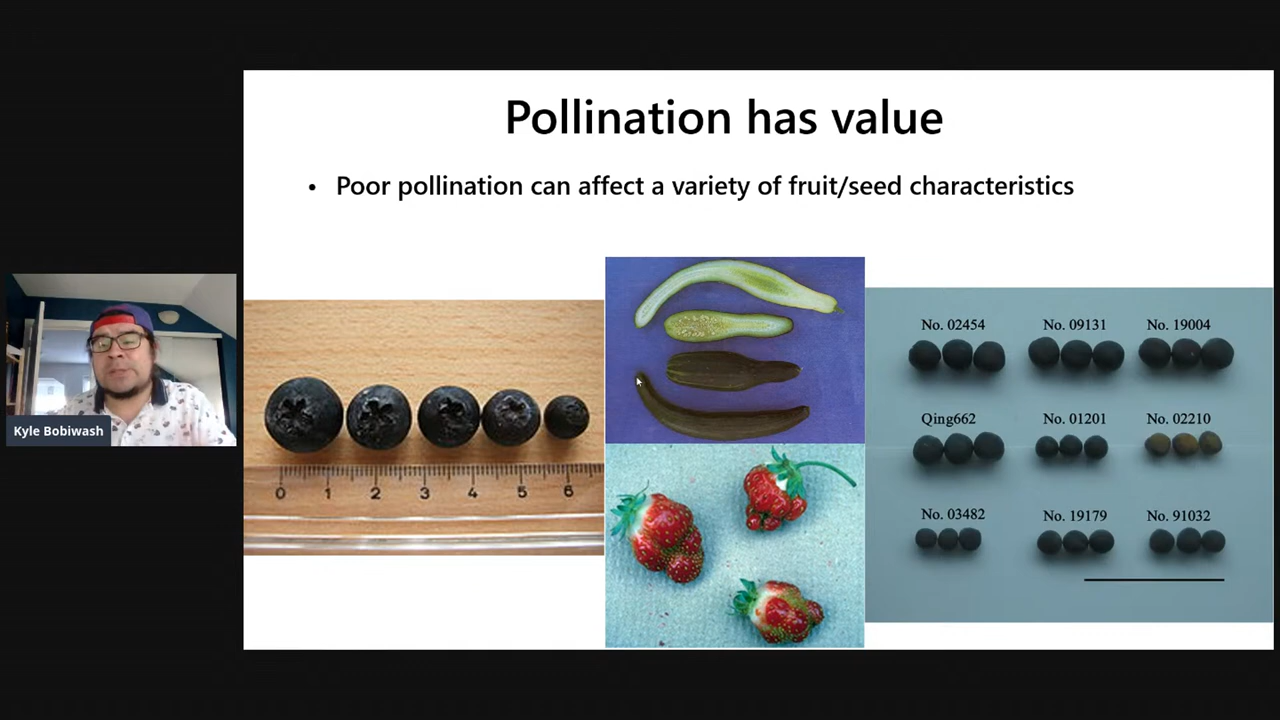 Pollination has value
• Poor pollination can affect a variety of fruit/seed characteristics
Kyle Bobiwash
0 1 2 3 4 5 6
No. 02454 No. 09131 No. 19004
Qing662 No. 01201 No. 02210
No. 03482 No. 19179 No. 91032